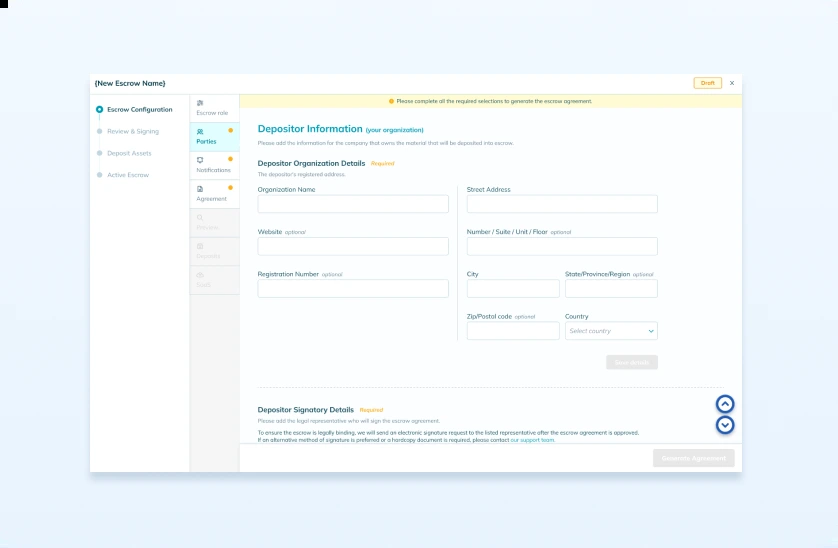 {New Escrow Name}
Draft
Escrow Configuration
Review & Signing
Deposit Assets
Active Escrow
Escrow role
Parties
Notifications
Agreement
Please complete all the required selections to generate the escrow agreement.
Depositor Information (your organization)
Please add the information for the company that owns the material that will be deposited into escrow.
Depositor Organization Details Required
The depositor's registered address.
Organization Name
Street Address
Website optional
Number / Suite / Unit / Floor optional
Registration Number optional
City
State/Province/Region optional
Zip/Postal code optional
Country
Select country
Save details
Depositor Signatory Details Required
Please add the legal representative who will sign the escrow agreement.
To ensure the escrow is legally binding, we will send an electronic signature request to the listed representative after the escrow agreement is approved.
If an alternative method of signature is preferred or a hardcopy document is required, please contact our support team.
Generate Agreement